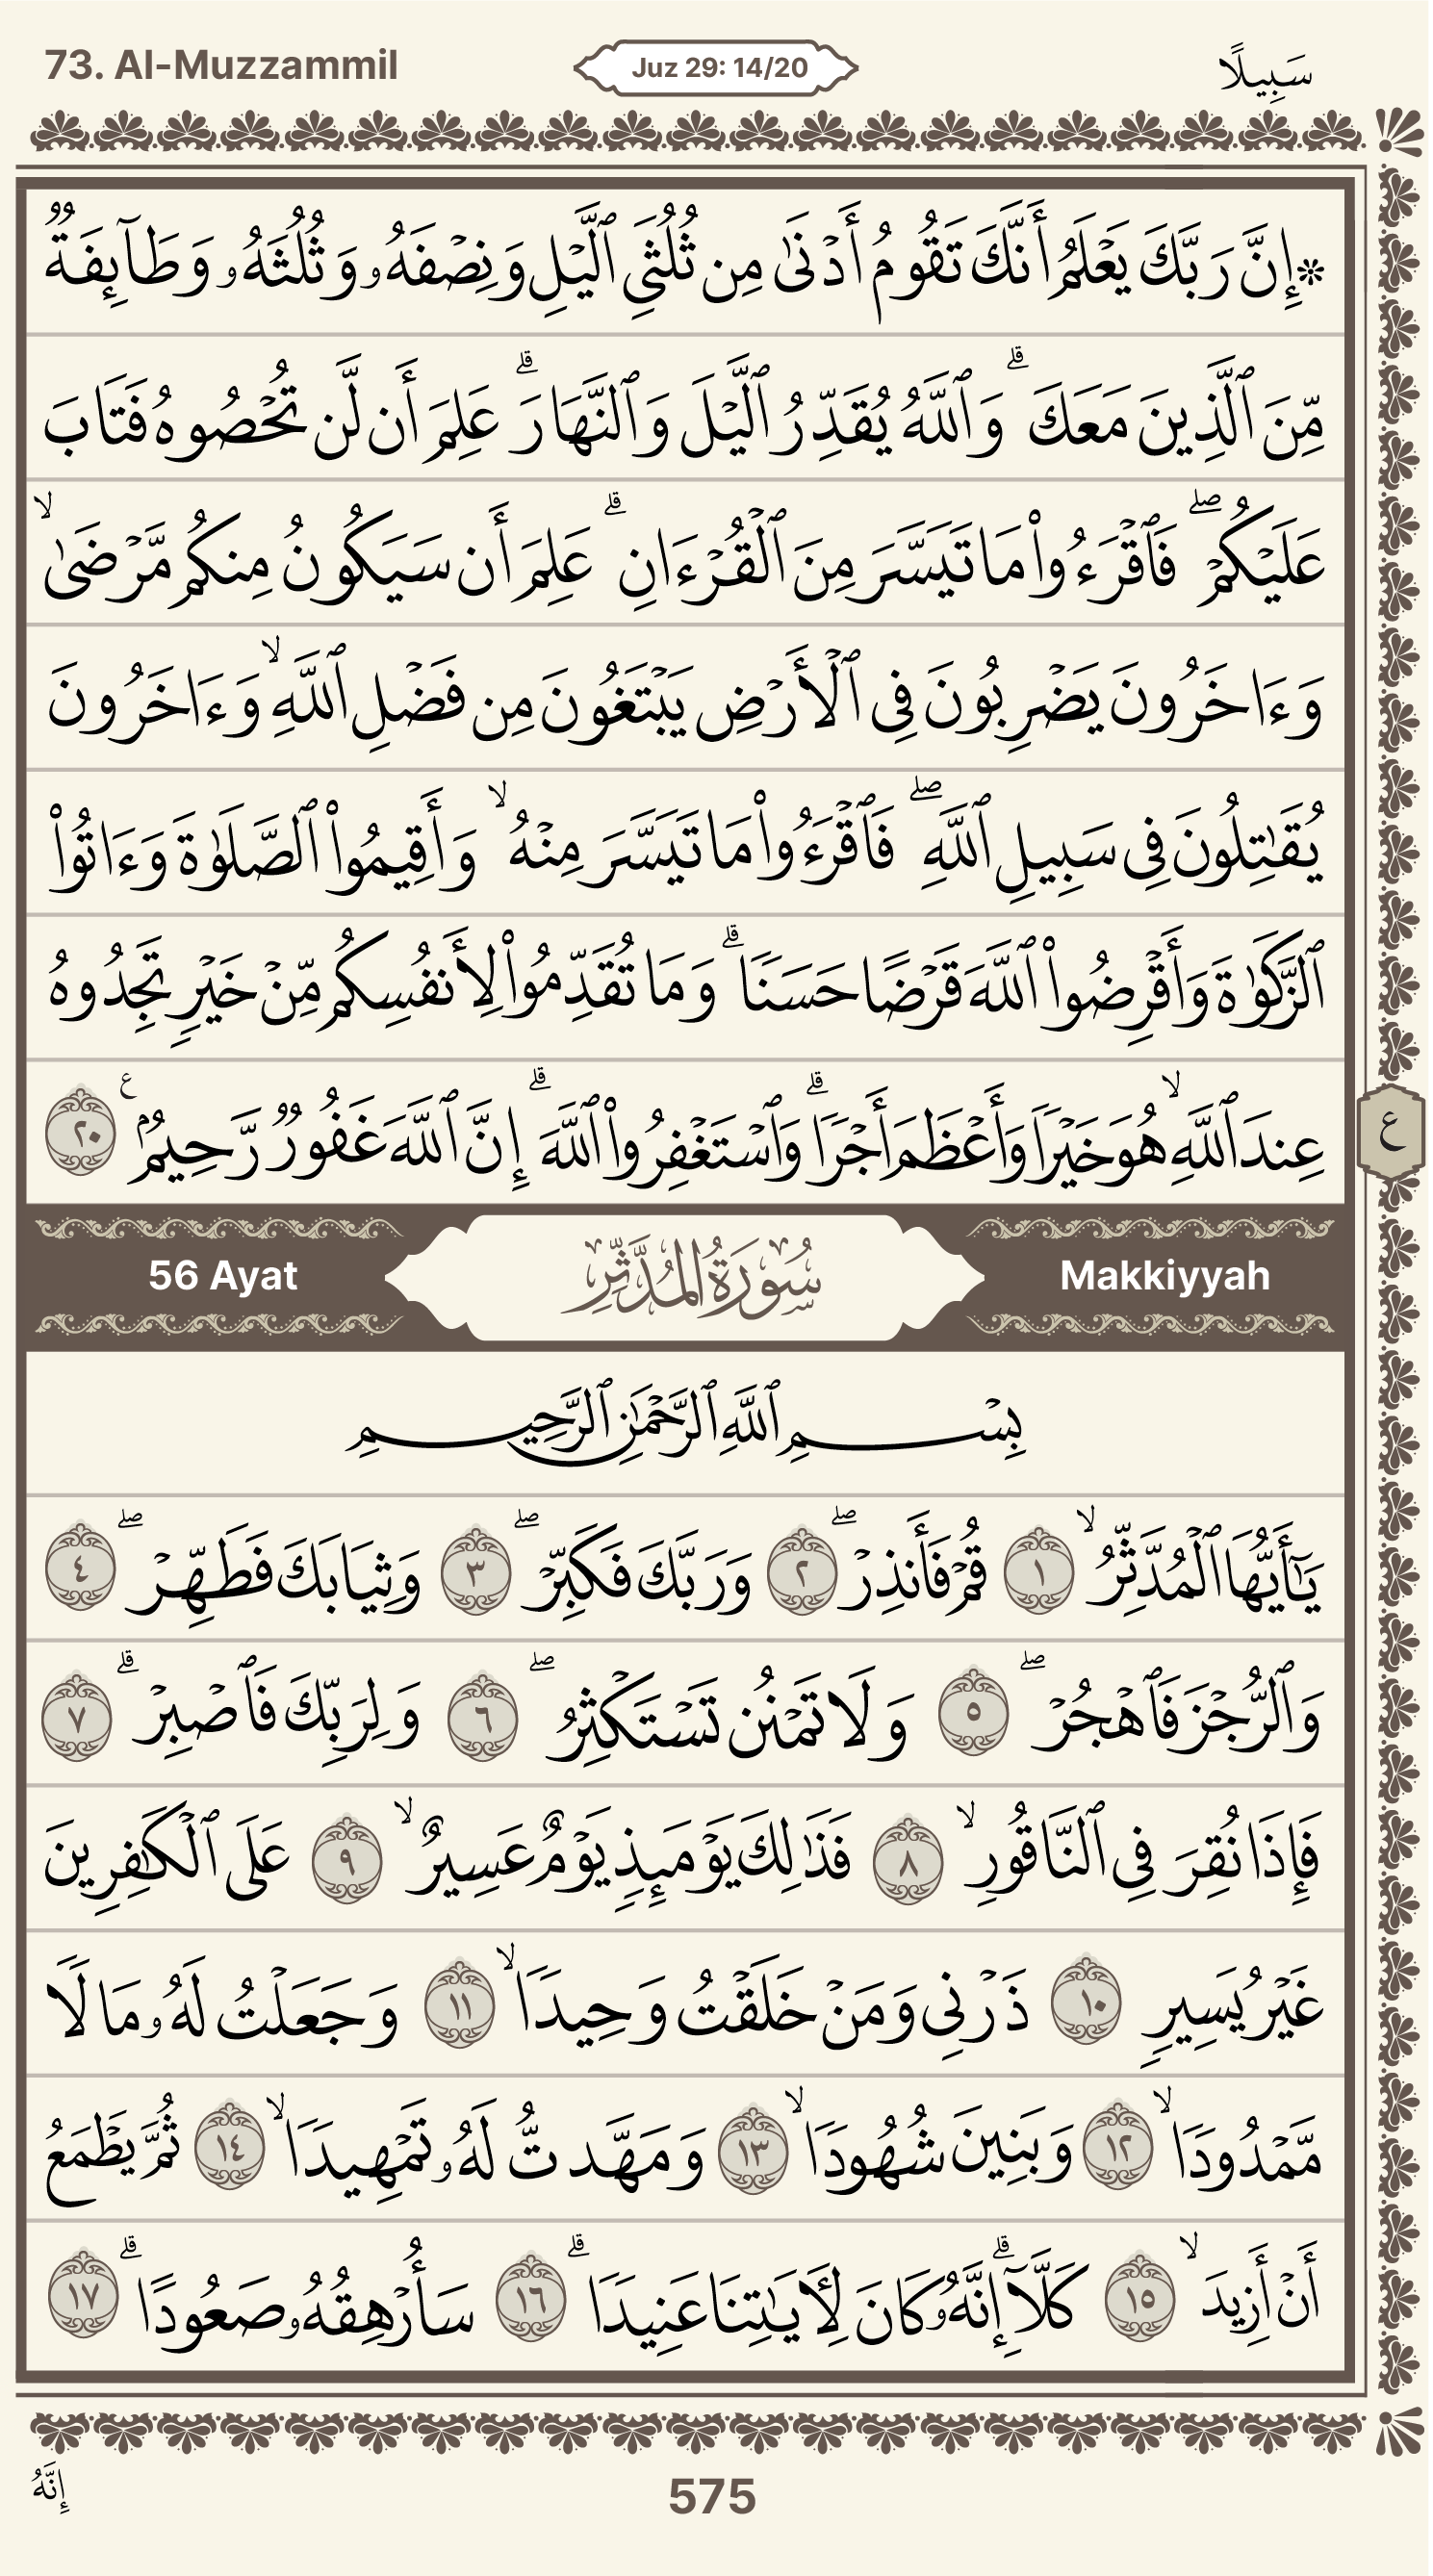 73. Al-Muzzammil
Juz 29: 14/20
سَبِيلًا
۞إِنَّ رَبَّكَ يَعْلَمُ أَنَّكَ تَقُومُ أَدْنَىٰ مِن ثُلُثَيِ ٱلَّيْلِ وَنِصْفَهُۥ وَثُلُثَهُۥ وَطَآئِفَةٌ
مِّنَ ٱلَّذِينَ مَعَكَ ۗ وَٱللَّهُ يُقَدِّرُ ٱلَّيْلَ وَٱلنَّهَارَ ۗ عَلِمَ أَن لَّن تُحْصُوهُ فَتَابَ
عَلَيْكُمْ ۖ فَٱقْرَءُوا۟ مَا تَيَسَّرَ مِنَ ٱلْقُرْءَانِ ۗ عَلِمَ أَن سَيَكُونُ مِنكُم مَّرْضَىٰ ۙ
وَءَاخَرُونَ يَضْرِبُونَ فِى ٱلْأَرْضِ يَبْتَغُونَ مِن فَضْلِ ٱللَّهِ ۙ وَءَاخَرُونَ
يُقَـٰتِلُونَ فِى سَبِيلِ ٱللَّهِ ۖ فَٱقْرَءُوا۟ مَا تَيَسَّرَ مِنْهُ ۙ وَأَقِيمُوا۟ ٱلصَّلَوٰةَ وَءَاتُوا۟
ٱلزَّكَوٰةَ وَأَقْرِضُوا۟ ٱللَّهَ قَرْضًا حَسَنًا ۗ وَمَا تُقَدِّمُوا۟ لِأَنفُسِكُم مِّنْ خَيْرٍ تَجِدُوهُ
عِندَ ٱللَّهِ ۙ هُوَ خَيْرًا وَأَعْظَمَ أَجْرًا ۗ وَٱسْتَغْفِرُوا۟ ٱللَّهَ ۗ إِنَّ ٱللَّهَ غَفُورٌ رَّحِيمٌۢ ع ٢٠
ع
56 Ayat
سُورَةُ المُدَّثِّرِ
Makkiyyah
بِسْمِ ٱللَّهِ ٱلرَّحْمَـٰنِ ٱلرَّحِيمِ
يَـٰٓأَيُّهَا ٱلْمُدَّثِّرُ ۙ ١ قُمْ فَأَنذِرْ ۖ ٢ وَرَبَّكَ فَكَبِّرْ ۖ ٣ وَثِيَابَكَ فَطَهِّرْ ۖ ٤
وَٱلرُّجْزَ فَٱهْجُرْ ۖ ٥ وَلَا تَمْنُن تَسْتَكْثِرُ ۖ ٦ وَلِرَبِّكَ فَٱصْبِرْ ۗ ٧
فَإِذَا نُقِرَ فِى ٱلنَّاقُورِ ۙ ٨ فَذَٰلِكَ يَوْمَئِذٍ يَوْمٌ عَسِيرٌ ۙ ٩ عَلَى ٱلْكَـٰفِرِينَ
غَيْرُ يَسِيرٍ ١٠ ذَرْنِى وَمَنْ خَلَقْتُ وَحِيدًا ۙ ١١ وَجَعَلْتُ لَهُۥ مَالًا
مَّمْدُودًا ۙ ١٢ وَبَنِينَ شُهُودًا ۙ ١٣ وَمَهَّدتُّ لَهُۥ تَمْهِيدًا ۙ ١٤ ثُمَّ يَطْمَعُ
أَنْ أَزِيدَ ۙ ١٥ كَلَّآ ۗ إِنَّهُۥ كَانَ لِـَٔايَـٰتِنَا عَنِيدًا ۗ ١٦ سَأُرْهِقُهُۥ صَعُودًا ۗ ١٧
إِنَّهُ
575